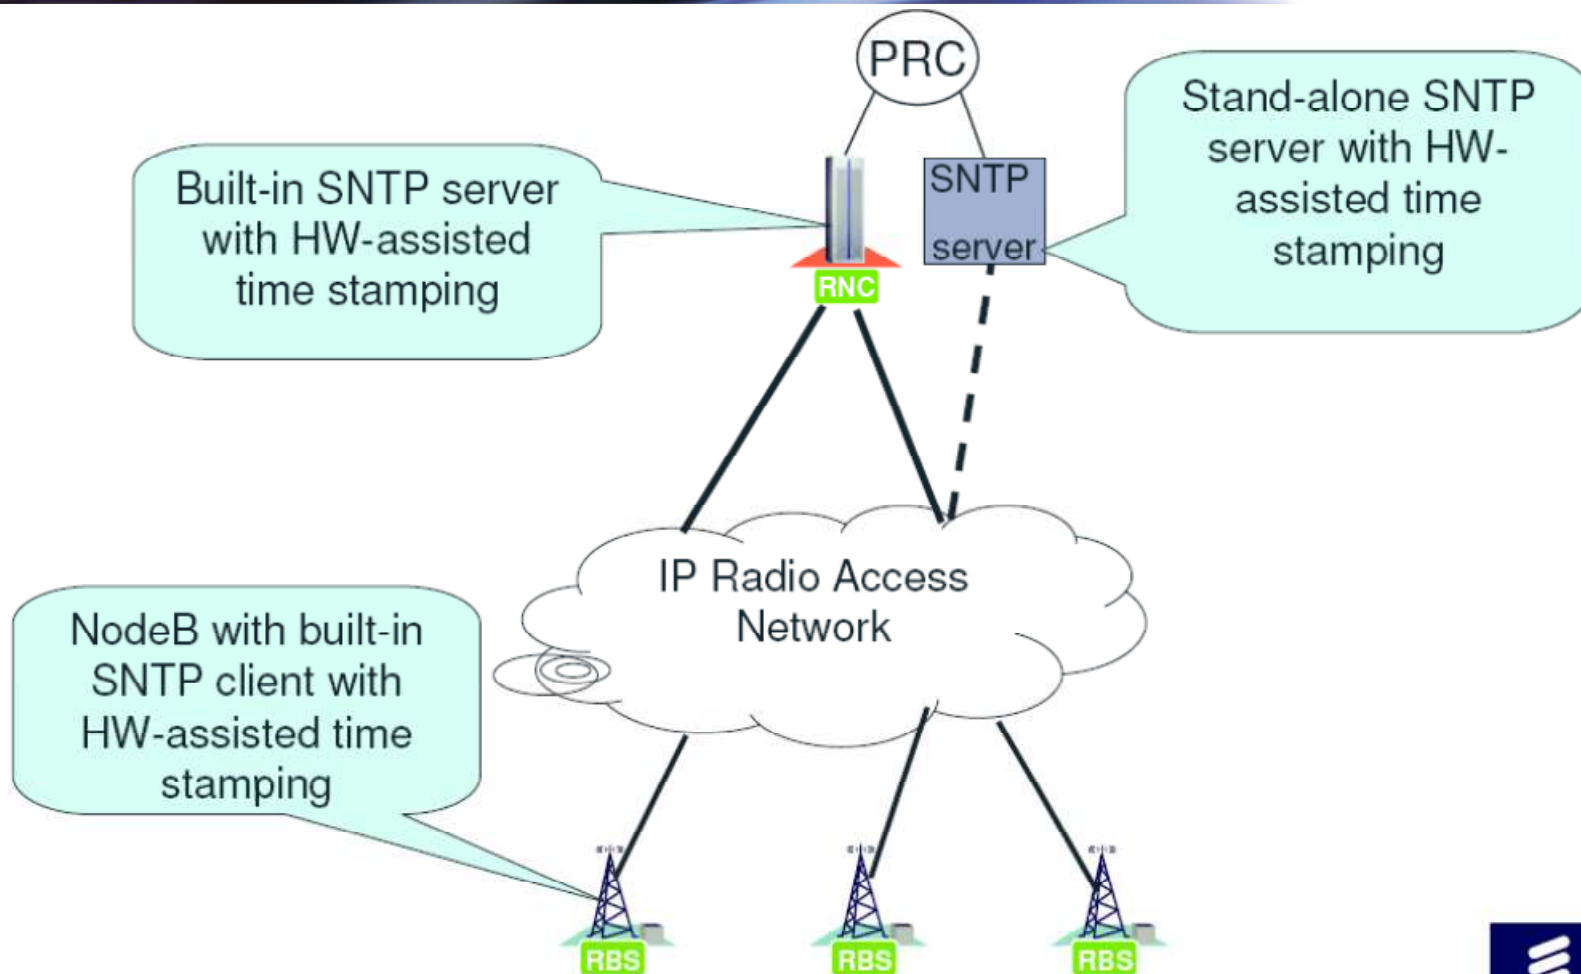 PRC
Stand-alone SNTP
server with HW-
assisted time
stamping
Built-in SNTP server
with HW-assisted
time stamping
SNTP
server
RNC
IP Radio Access
Network
NodeB with built-in
SNTP client with
HW-assisted time
stamping
RBS
RBS
RBS